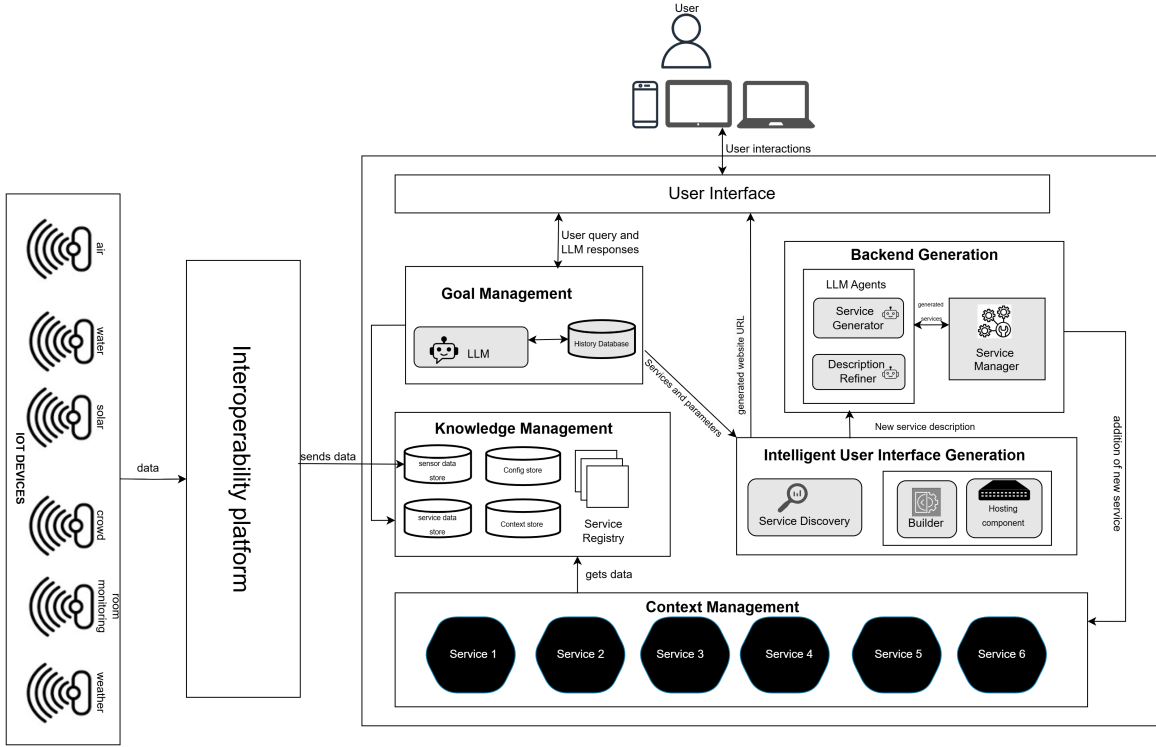 User
User interactions
User Interface
User query and
LLM responses
Goal Management
LLM
History Database
Services and parameters
generated website URL
Backend Generation
LLM Agents
Service
Generator
Description
Refiner
generated
services
Service
Manager
New service description
addition of new service
IOT DEVICES
air
water
solar
crowd
room
monitoring
weather
data
Interoperability platform
sends data
Knowledge Management
sensor data
store
Config store
service data
store
Context store
Service
Registry
Intelligent User Interface Generation
Service Discovery
Builder
Hosting
component
gets data
Context Management
Service 1
Service 2
Service 3
Service 4
Service 5
Service 6